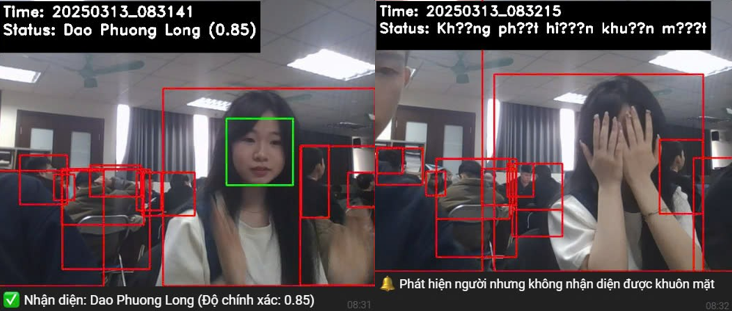 Time: 20250313_083141
Status: Dao Phuong Long (0.85)
✅ Nhận diện: Dao Phuong Long (Độ chính xác: 0.85)
08:31
Time: 20250313_083215
Status: Kh??ng ph??t hi???n khu??n m???t
🔔 Phát hiện người nhưng không nhận diện được khuôn mặt
08:32